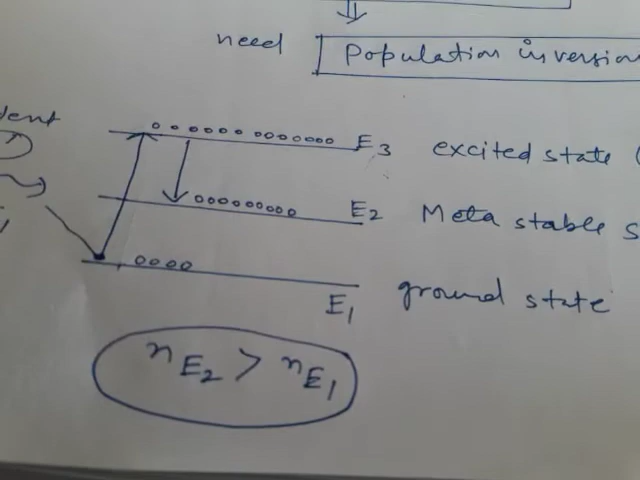 need Population inversion
E3 excited state
E2 Meta stable
E1 ground state
nE2 > nE1